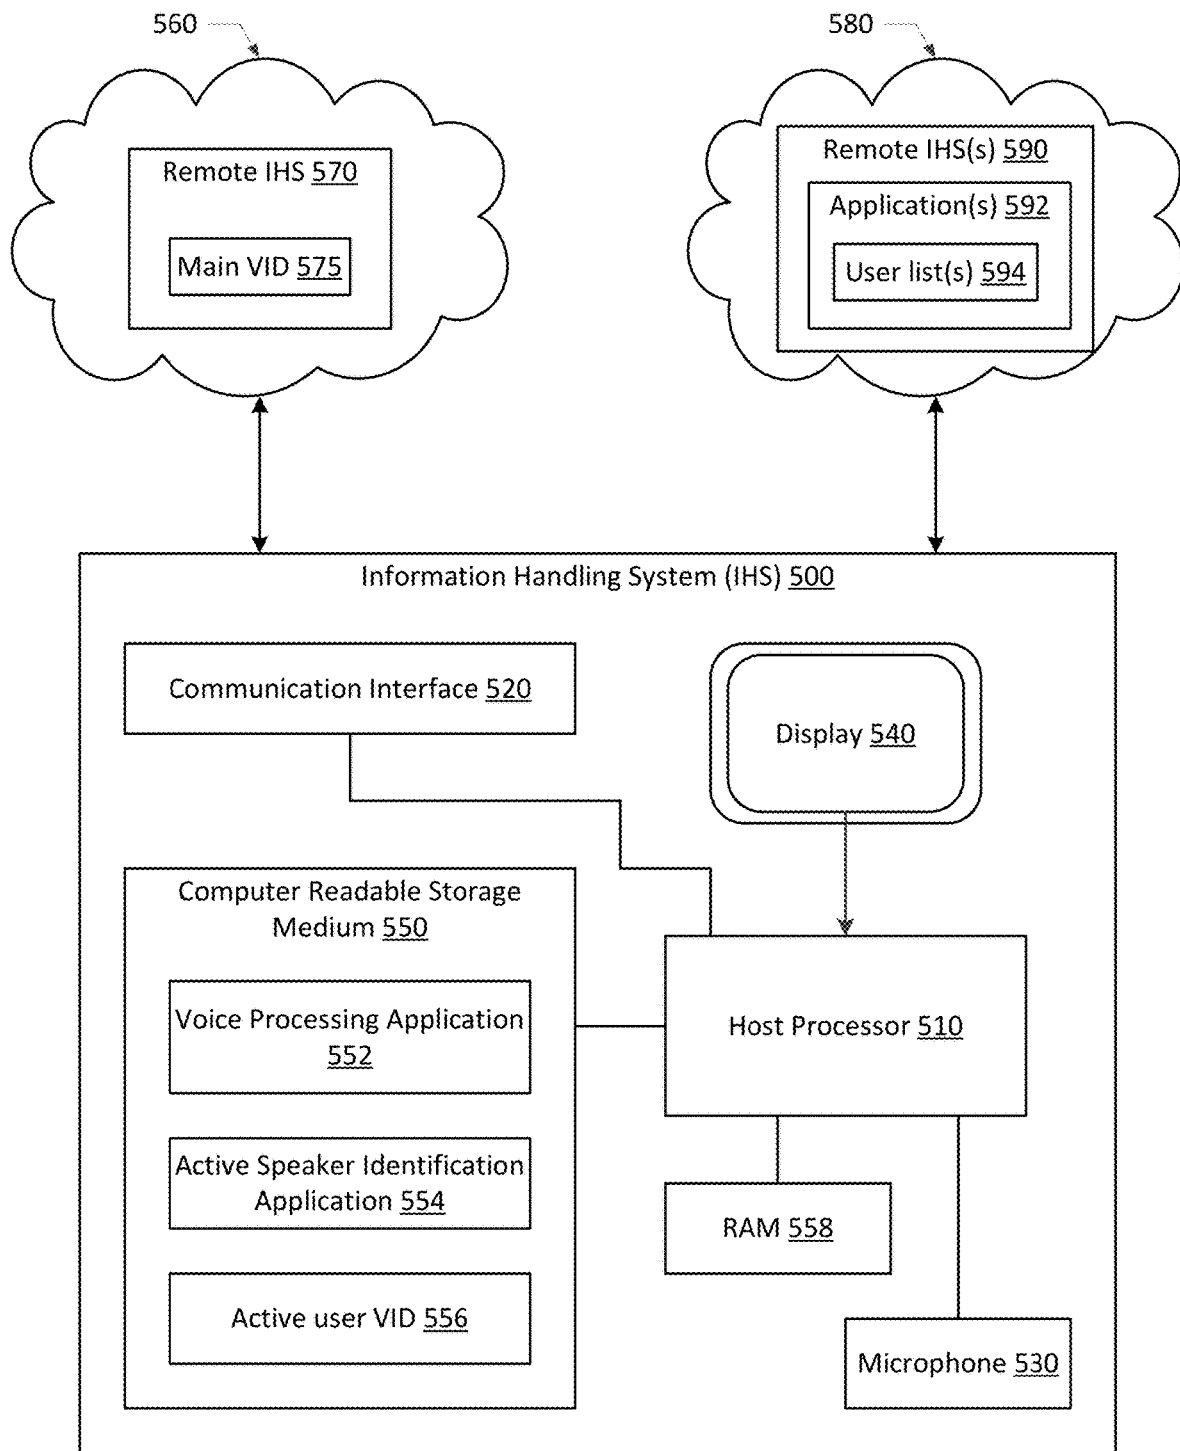 560
580
Remote IHS 570
Main VID 575
Remote IHS(s) 590
Application(s) 592
User list(s) 594
Information Handling System (IHS) 500
Communication Interface 520
Display 540
Computer Readable Storage
Medium 550
Voice Processing Application
552
Active Speaker Identification
Application 554
Active user VID 556
Host Processor 510
RAM 558
Microphone 530